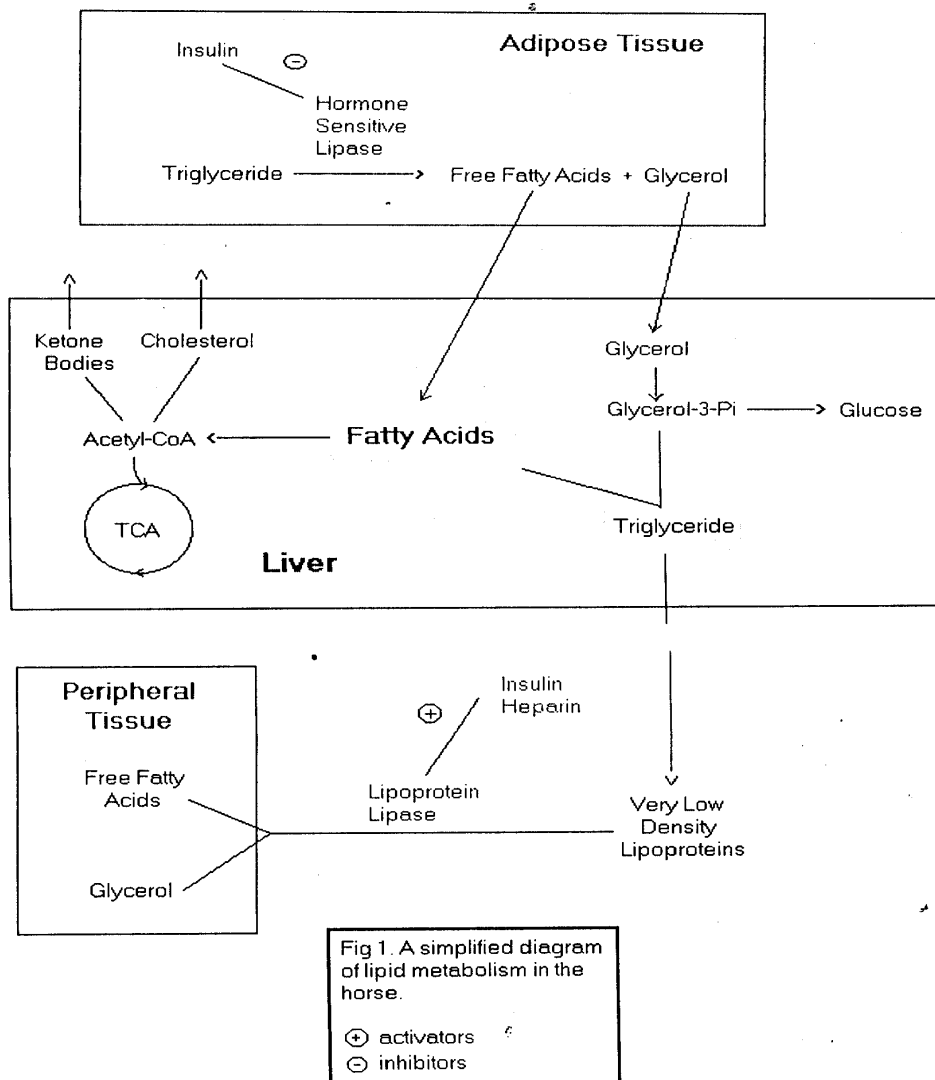 Adipose Tissue
Insulin
⊖
Hormone
Sensitive
Lipase
Triglyceride
Free Fatty Acids + Glycerol
Ketone
Bodies
Cholesterol
Glycerol
Glycerol-3-Pi
Glucose
Acetyl-CoA
Fatty Acids
TCA
Triglyceride
Liver
Peripheral
Tissue
Free Fatty
Acids
Glycerol
⊕
Insulin
Heparin
Lipoprotein
Lipase
Very Low
Density
Lipoproteins
Fig 1. A simplified diagram
of lipid metabolism in the
horse.
⊕ activators
⊖ inhibitors